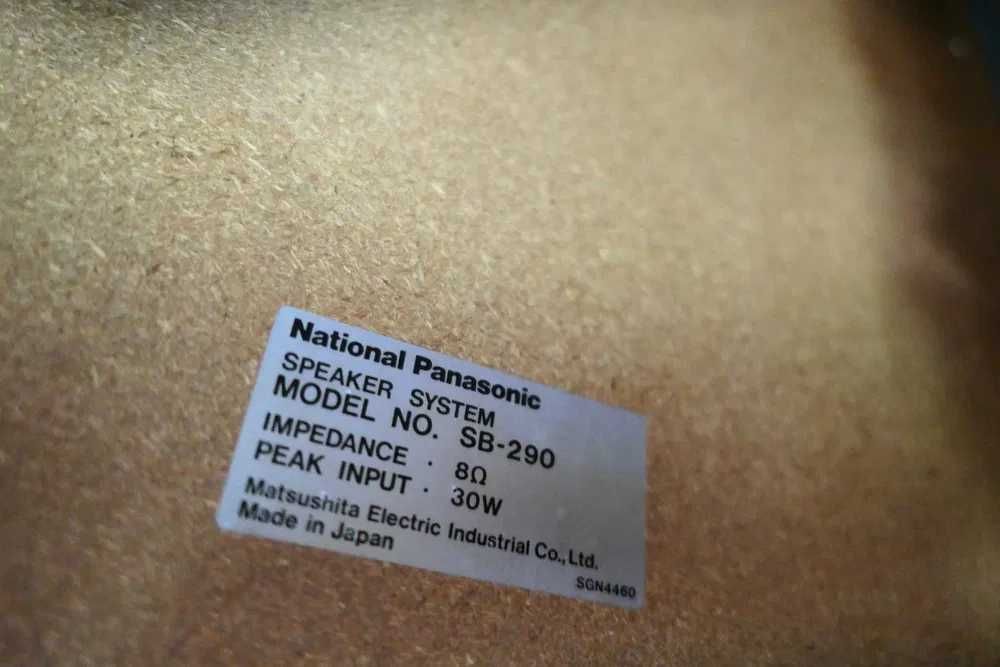 National Panasonic
SPEAKER SYSTEM
MODEL NO. SB-290
IMPEDANCE · 8Ω
PEAK INPUT · 30W
Matsushita Electric Industrial Co., Ltd.
Made in Japan
SGN4460